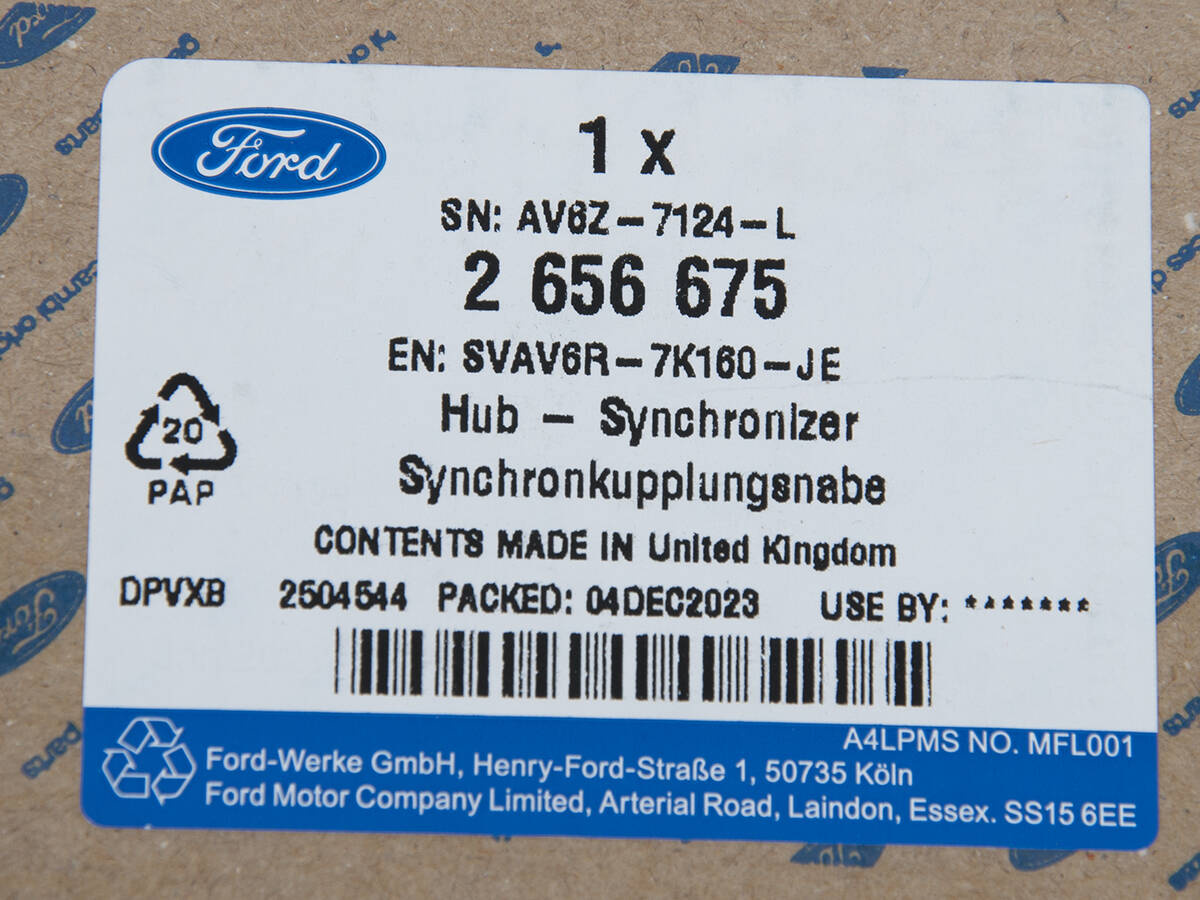 Ford
1 x
SN: AV6Z-7124-L
2 656 675
EN: SVAV6R-7K160-JE
Hub - Synchronizer
20
PAP
Synchronkupplungsnabe
CONTENTS MADE IN United Kingdom
DPVXB 2504544 PACKED: 04DEC2023 USE BY: *******
A4LPMS NO. MFL001
Ford-Werke GmbH, Henry-Ford-Straße 1, 50735 Köln
Ford Motor Company Limited, Arterial Road, Laindon, Essex. SS15 6EE